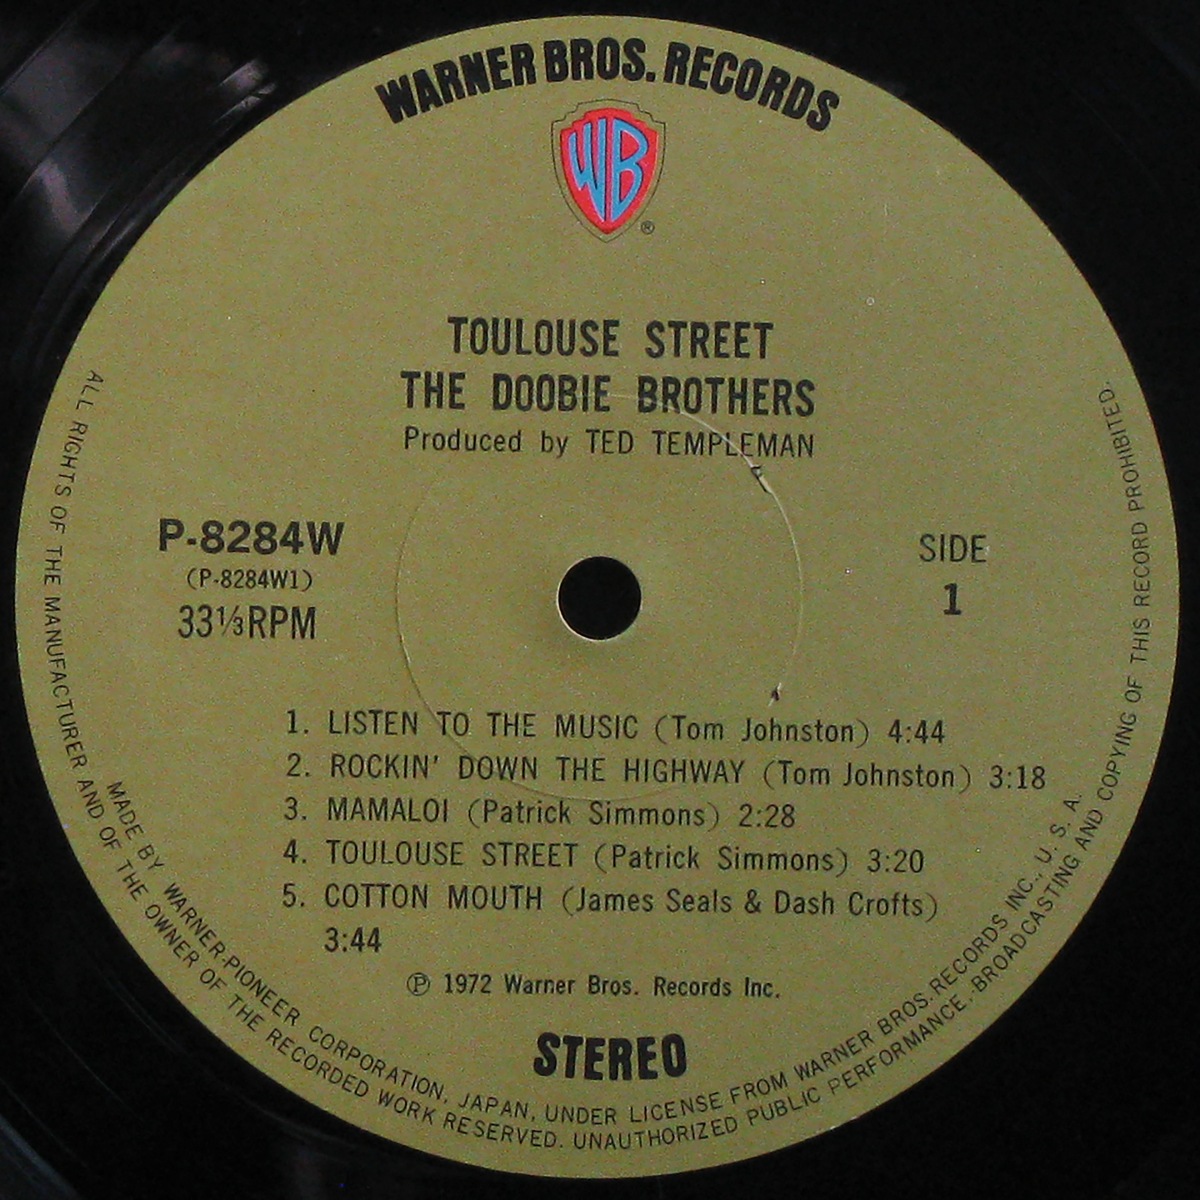 WARNER BROS. RECORDS
WB
®
TOULOUSE STREET
THE DOOBIE BROTHERS
Produced by TED TEMPLEMAN
P-8284W
(P-8284W1)
33⅓RPM
SIDE
1
1. LISTEN TO THE MUSIC (Tom Johnston) 4:44
2. ROCKIN' DOWN THE HIGHWAY (Tom Johnston) 3:18
3. MAMALOI (Patrick Simmons) 2:28
4. TOULOUSE STREET (Patrick Simmons) 3:20
5. COTTON MOUTH (James Seals & Dash Crofts)
3:44
℗ 1972 Warner Bros. Records Inc.
STEREO
MADE BY WARNER-PIONEER CORPORATION, JAPAN, UNDER LICENSE FROM WARNER BROS. RECORDS INC., U. S. A.
ALL RIGHTS OF THE MANUFACTURER AND OF THE OWNER OF THE RECORDED WORK RESERVED. UNAUTHORIZED PUBLIC PERFORMANCE, BROADCASTING AND COPYING OF THIS RECORD PROHIBITED.